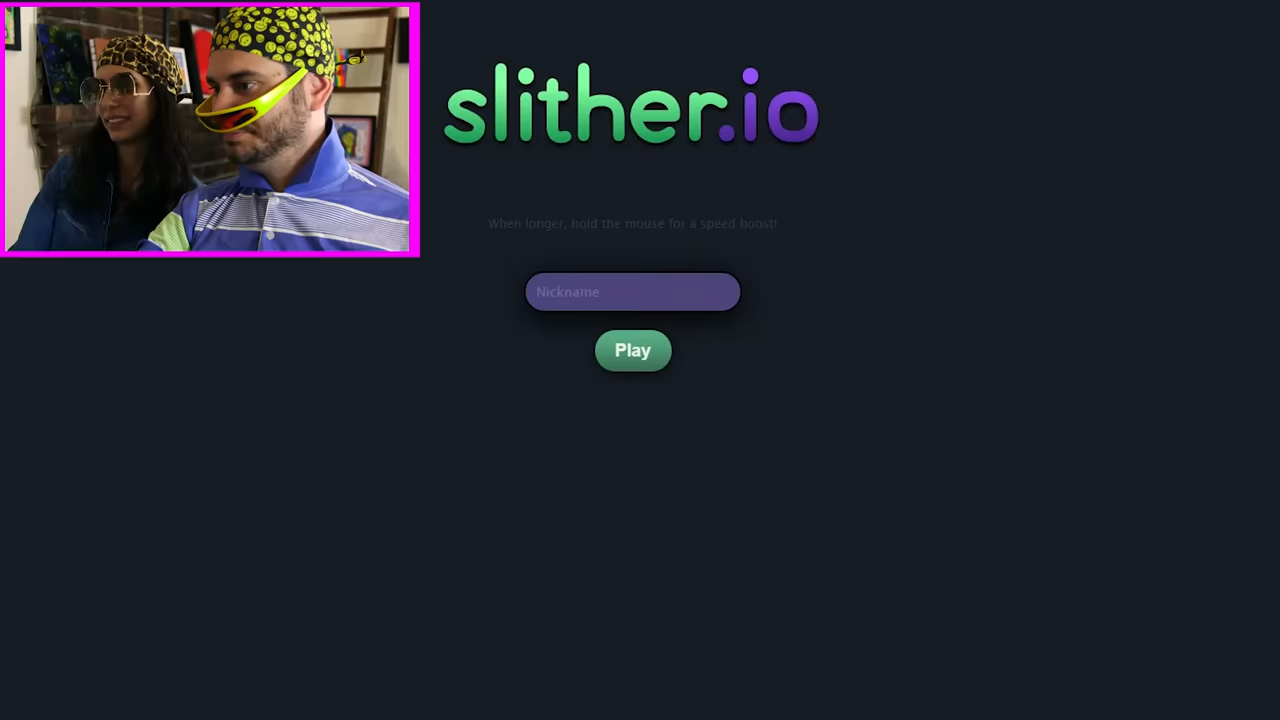 slither.io
When longer, hold the mouse for a speed boost!
Nickname
Play